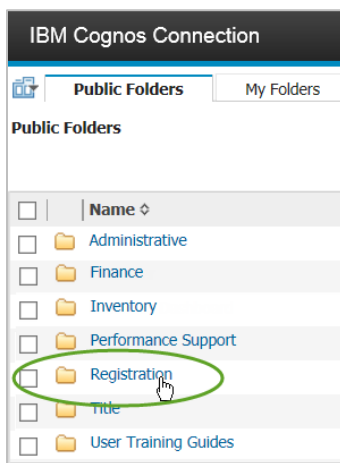 IBM Cognos Connection
Public Folders My Folders
Public Folders
Name
Administrative
Finance
Inventory
Performance Support
Registration
Title
User Training Guides